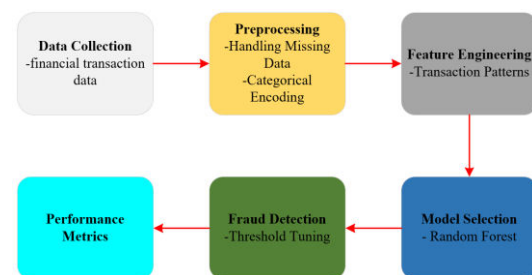 Data Collection
-financial transaction
data
Preprocessing
-Handling Missing
Data
-Categorical
Encoding
Feature Engineering
-Transaction Patterns
Performance
Metrics
Fraud Detection
-Threshold Tuning
Model Selection
- Random Forest